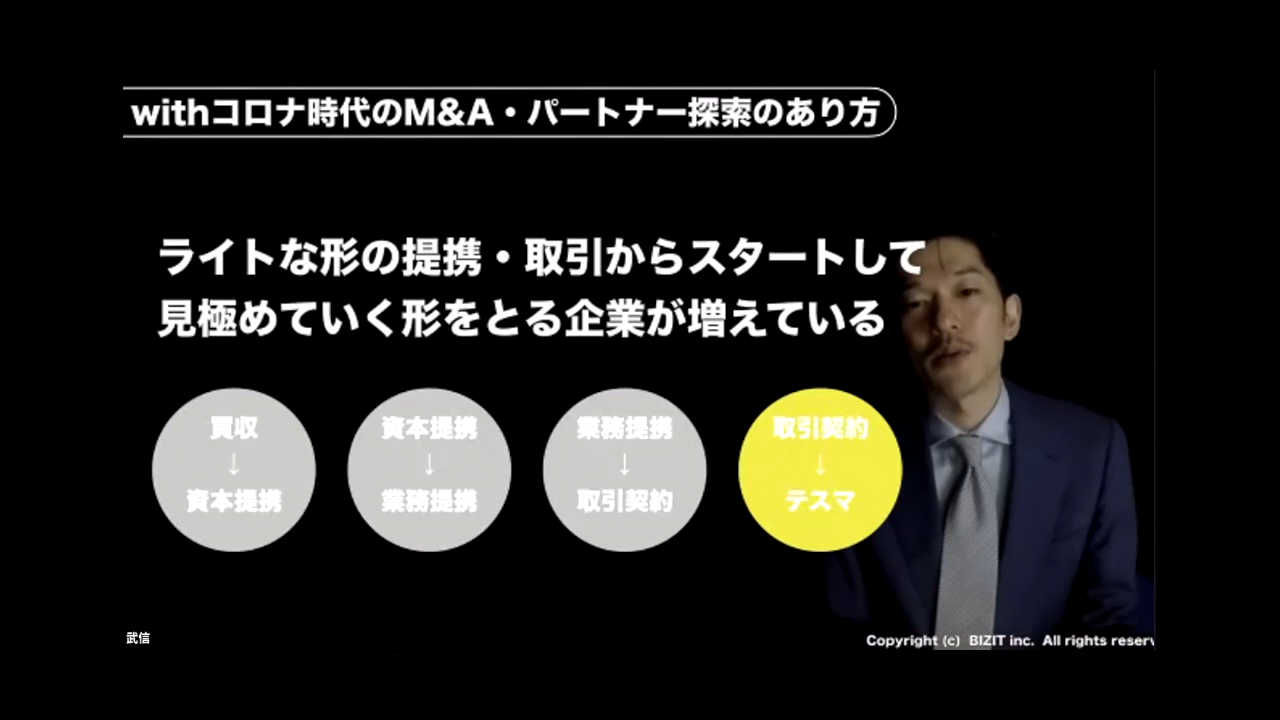 withコロナ時代のM&A・パートナー探索のあり方
ライトな形の提携・取引からスタートして
見極めていく形をとる企業が増えている
買収
↓
資本提携
資本提携
↓
業務提携
業務提携
↓
取引契約
取引契約
↓
テスマ
武信
Copyright (c) BIZIT inc. All rights reserv